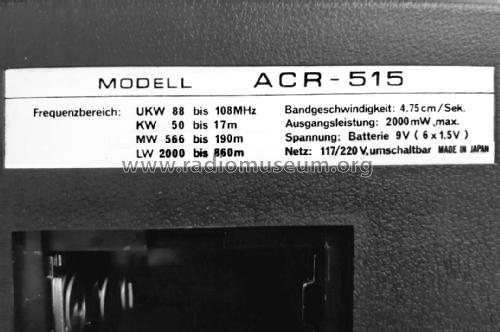 MODELL ACR-515
Frequenzbereich: UKW 88 bis 108MHz
KW 50 bis 17m
MW 566 bis 190m
LW 2000 bis 860m
Bandgeschwindigkeit: 4.75cm/Sek.
Ausgangsleistung: 2000mW, max.
Spannung: Batterie 9V (6 x 1.5V)
Netz: 117/220V, umschaltbar MADE IN JAPAN
© www.radiomuseum.org